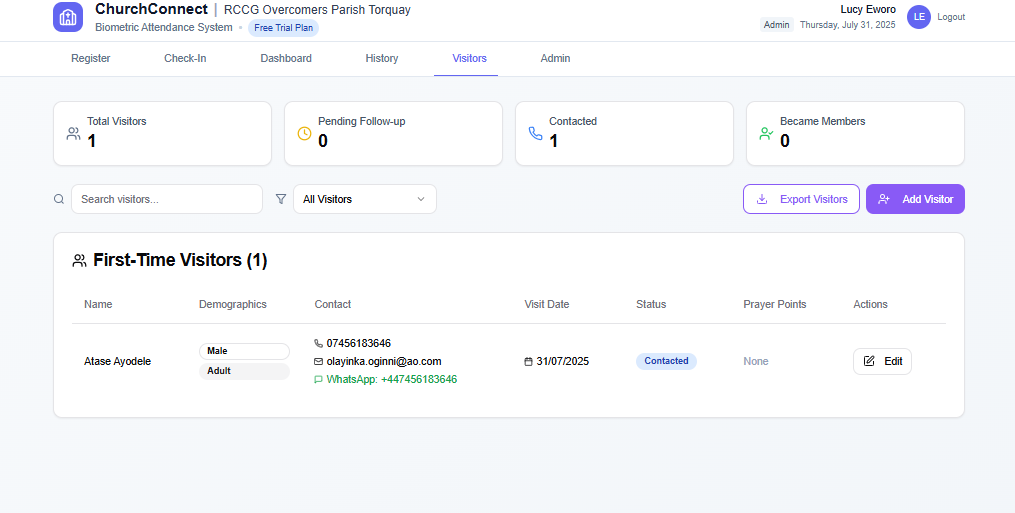 ChurchConnect | RCCG Overcomers Parish Torquay
Biometric Attendance System • Free Trial Plan
Lucy Eworo
Admin Thursday, July 31, 2025
LE
Logout
Register Check-In Dashboard History Visitors Admin
Total Visitors
1
Pending Follow-up
0
Contacted
1
Became Members
0
Search visitors...
All Visitors
Export Visitors
Add Visitor
First-Time Visitors (1)
Name Demographics Contact Visit Date Status Prayer Points Actions
Atase Ayodele
Male
Adult
07456183646
olayinka.oginni@ao.com
WhatsApp: +447456183646
31/07/2025
Contacted
None
Edit